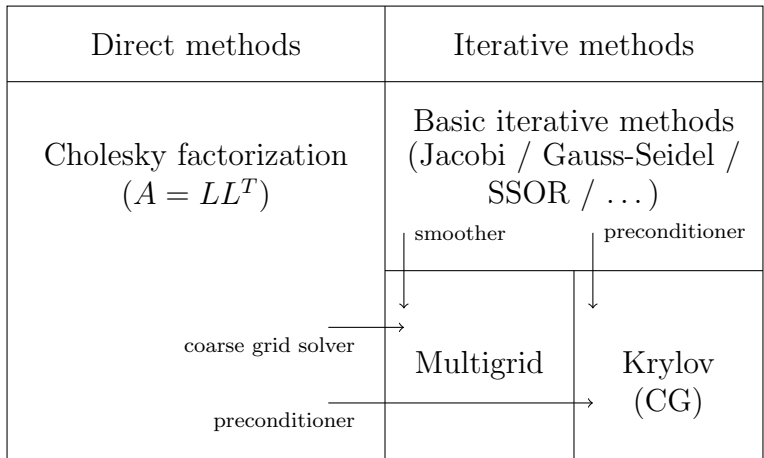 Direct methods
Iterative methods
Cholesky factorization
(A = LLᵀ)
Basic iterative methods
(Jacobi / Gauss-Seidel /
SSOR / ...)
smoother
preconditioner
coarse grid solver
preconditioner
Multigrid
Krylov
(CG)